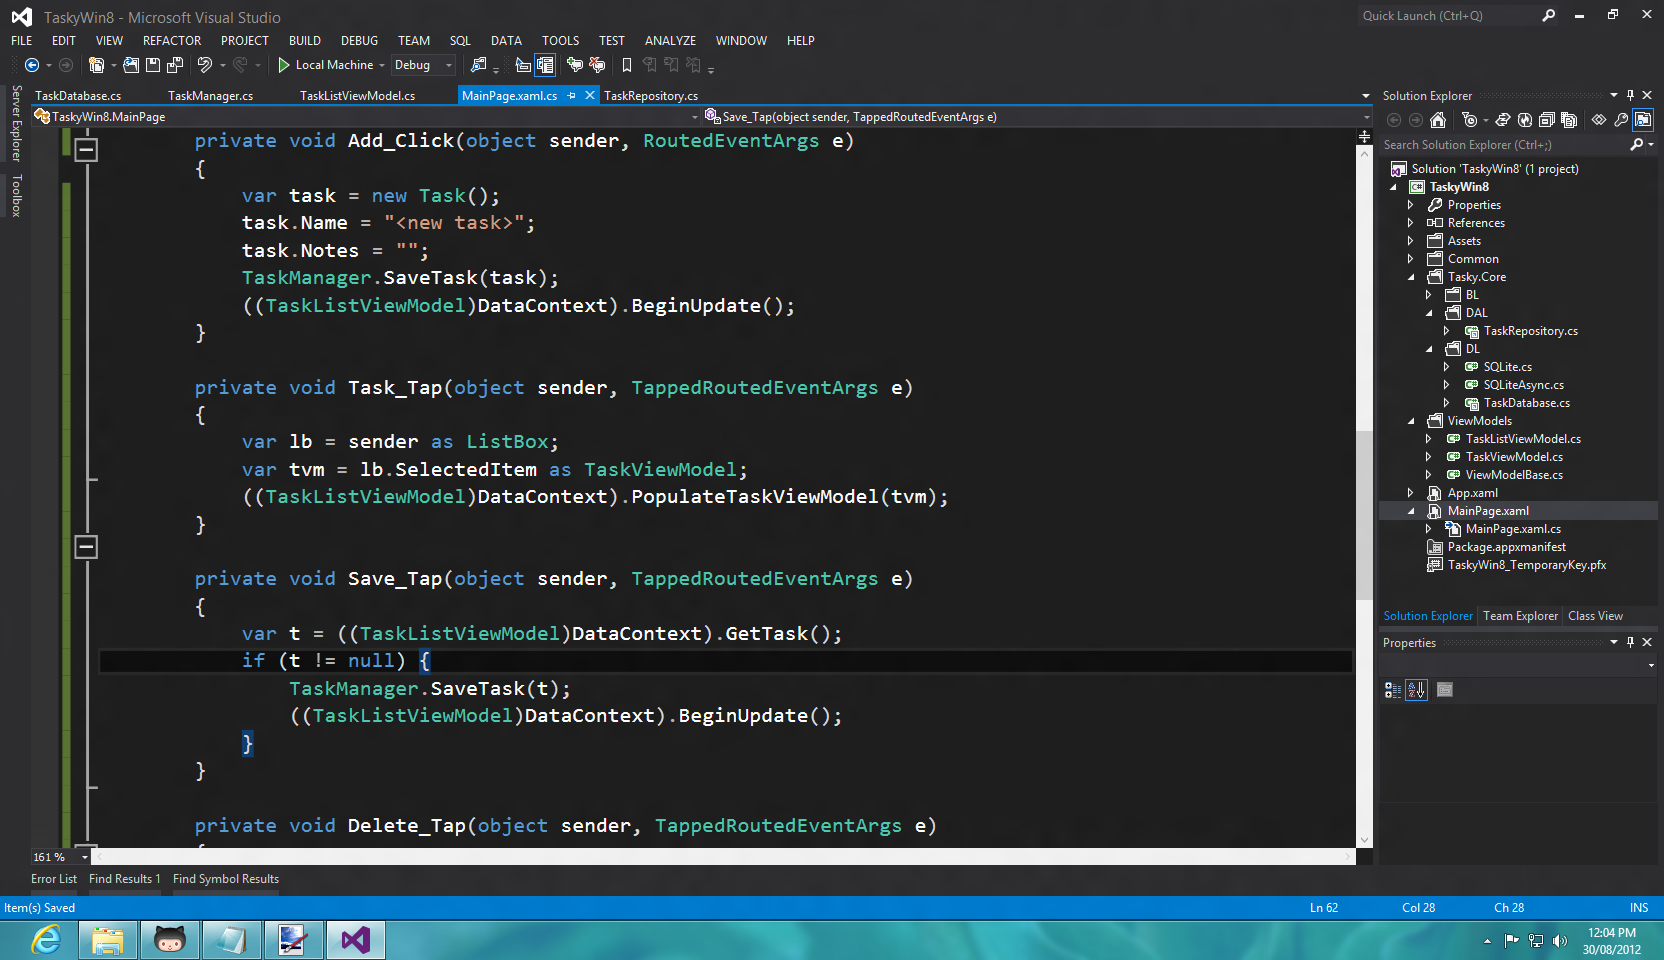 TaskyWin8 - Microsoft Visual Studio
Quick Launch (Ctrl+Q)
FILE EDIT VIEW REFACTOR PROJECT BUILD DEBUG TEAM SQL DATA TOOLS TEST ANALYZE WINDOW HELP
Local Machine Debug
Server Explorer
Toolbox
TaskDatabase.cs TaskManager.cs TaskListViewModel.cs MainPage.xaml.cs TaskRepository.cs
TaskyWin8.MainPage Save_Tap(object sender, TappedRoutedEventArgs e)
private void Add_Click(object sender, RoutedEventArgs e)
{
var task = new Task();
task.Name = "<new task>";
task.Notes = "";
TaskManager.SaveTask(task);
((TaskListViewModel)DataContext).BeginUpdate();
}
private void Task_Tap(object sender, TappedRoutedEventArgs e)
{
var lb = sender as ListBox;
var tvm = lb.SelectedItem as TaskViewModel;
((TaskListViewModel)DataContext).PopulateTaskViewModel(tvm);
}
private void Save_Tap(object sender, TappedRoutedEventArgs e)
{
var t = ((TaskListViewModel)DataContext).GetTask();
if (t != null) {
TaskManager.SaveTask(t);
((TaskListViewModel)DataContext).BeginUpdate();
}
}
private void Delete_Tap(object sender, TappedRoutedEventArgs e)
161 %
Solution Explorer
Search Solution Explorer (Ctrl+;)
Solution 'TaskyWin8' (1 project)
TaskyWin8
Properties
References
Assets
Common
Tasky.Core
BL
DAL
TaskRepository.cs
DL
SQLite.cs
SQLiteAsync.cs
TaskDatabase.cs
ViewModels
TaskListViewModel.cs
TaskViewModel.cs
ViewModelBase.cs
App.xaml
MainPage.xaml
MainPage.xaml.cs
Package.appxmanifest
TaskyWin8_TemporaryKey.pfx
Solution Explorer Team Explorer Class View
Properties
Error List Find Results 1 Find Symbol Results
Item(s) Saved Ln 62 Col 28 Ch 28 INS
12:04 PM
30/08/2012